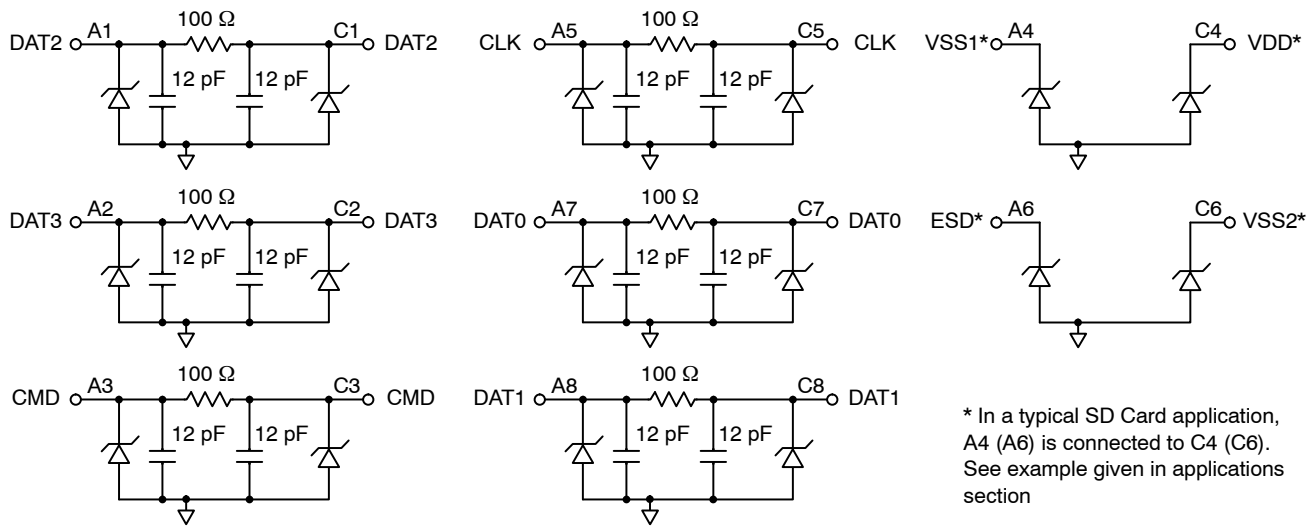 100 Ω
DAT2 A1 C1 DAT2
12 pF 12 pF
100 Ω
CLK A5 C5 CLK
12 pF 12 pF
VSS1* A4 C4 VDD*
100 Ω
DAT3 A2 C2 DAT3
12 pF 12 pF
100 Ω
DAT0 A7 C7 DAT0
12 pF 12 pF
ESD* A6 C6 VSS2*
100 Ω
CMD A3 C3 CMD
12 pF 12 pF
100 Ω
DAT1 A8 C8 DAT1
12 pF 12 pF
* In a typical SD Card application,
A4 (A6) is connected to C4 (C6).
See example given in applications
section